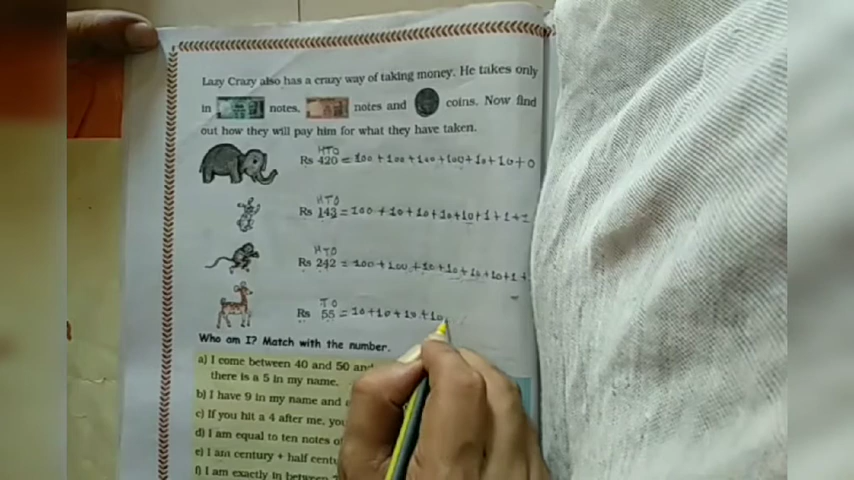 Lazy Crazy also has a crazy way of taking money. He takes only
in notes, notes and coins. Now find
out how they will pay him for what they have taken.
HTO
Rs 420 = 100 + 100 + 100 + 100 + 10 + 10 + 0
HTO
Rs 143 = 100 + 10 + 10 + 10 + 10 + 1 + 1 + 1
HTO
Rs 242 = 100 + 100 + 10 + 10 + 10 + 10 + 1 +
TO
Rs 55 = 10 + 10 + 10 + 10
Who am I? Match with the number.
a) I come between 40 and 50 and
there is a 5 in my name.
b) I have 9 in my name and
c) If you hit a 4 after me, you
d) I am equal to ten notes of
e) I am century + half cent
f) I am exactly in between